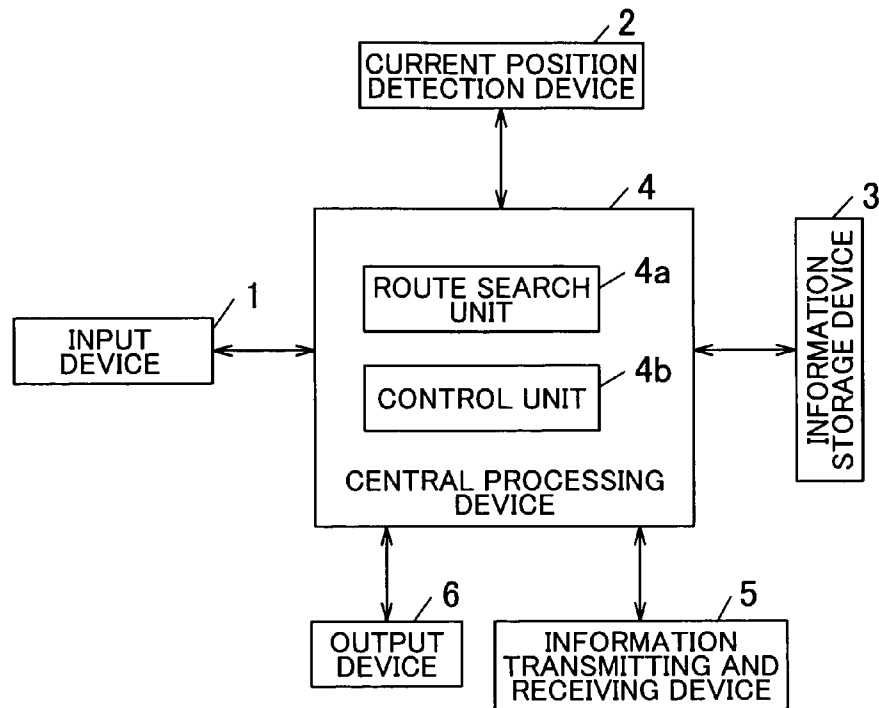 2
CURRENT POSITION
DETECTION DEVICE
4
3
INFORMATION
STORAGE DEVICE
4a
ROUTE SEARCH
UNIT
1
INPUT
DEVICE
4b
CONTROL UNIT
CENTRAL PROCESSING
DEVICE
6
OUTPUT
DEVICE
5
INFORMATION
TRANSMITTING AND
RECEIVING DEVICE